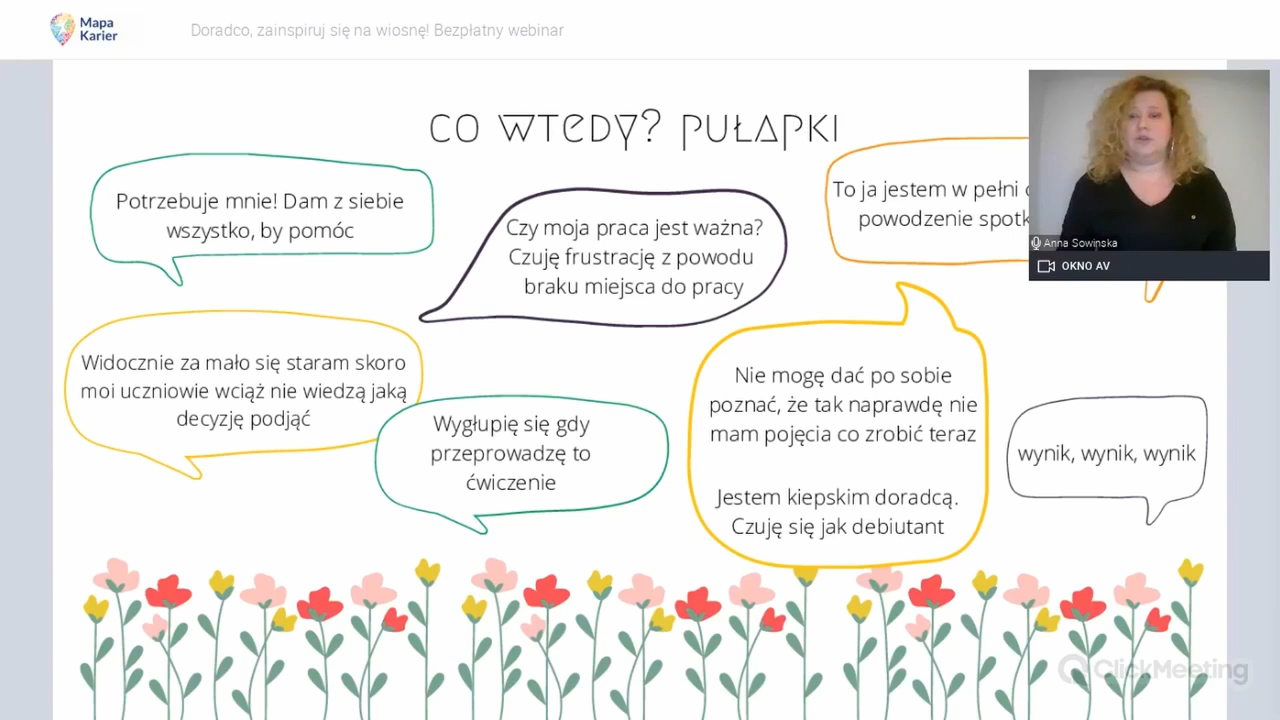 Mapa
Karier
Doradco, zainspiruj się na wiosnę! Bezpłatny webinar
CO WTEDY? PUŁAPKI
Potrzebuje mnie! Dam z siebie
wszystko, by pomóc
Czy moja praca jest ważna?
Czuję frustrację z powodu
braku miejsca do pracy
To ja jestem w pełni
powodzenie
Anna Sowinska
OKNO AV
Widocznie za mało się staram skoro
moi uczniowie wciąż nie wiedzą jaką
decyzję podjąć
Wygłupię się gdy
przeprowadzę to
ćwiczenie
Nie mogę dać po sobie
poznać, że tak naprawdę nie
mam pojęcia co zrobić teraz
Jestem kiepskim doradcą.
Czuję się jak debiutant
wynik, wynik, wynik
ClickMeeting